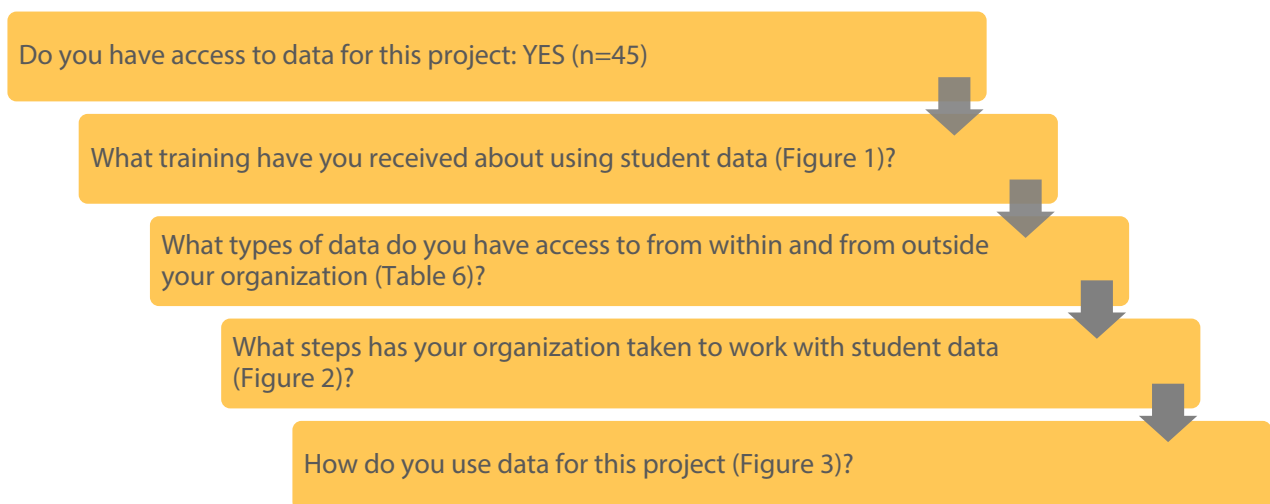 Do you have access to data for this project: YES (n=45)
What training have you received about using student data (Figure 1)?
What types of data do you have access to from within and from outside
your organization (Table 6)?
What steps has your organization taken to work with student data
(Figure 2)?
How do you use data for this project (Figure 3)?